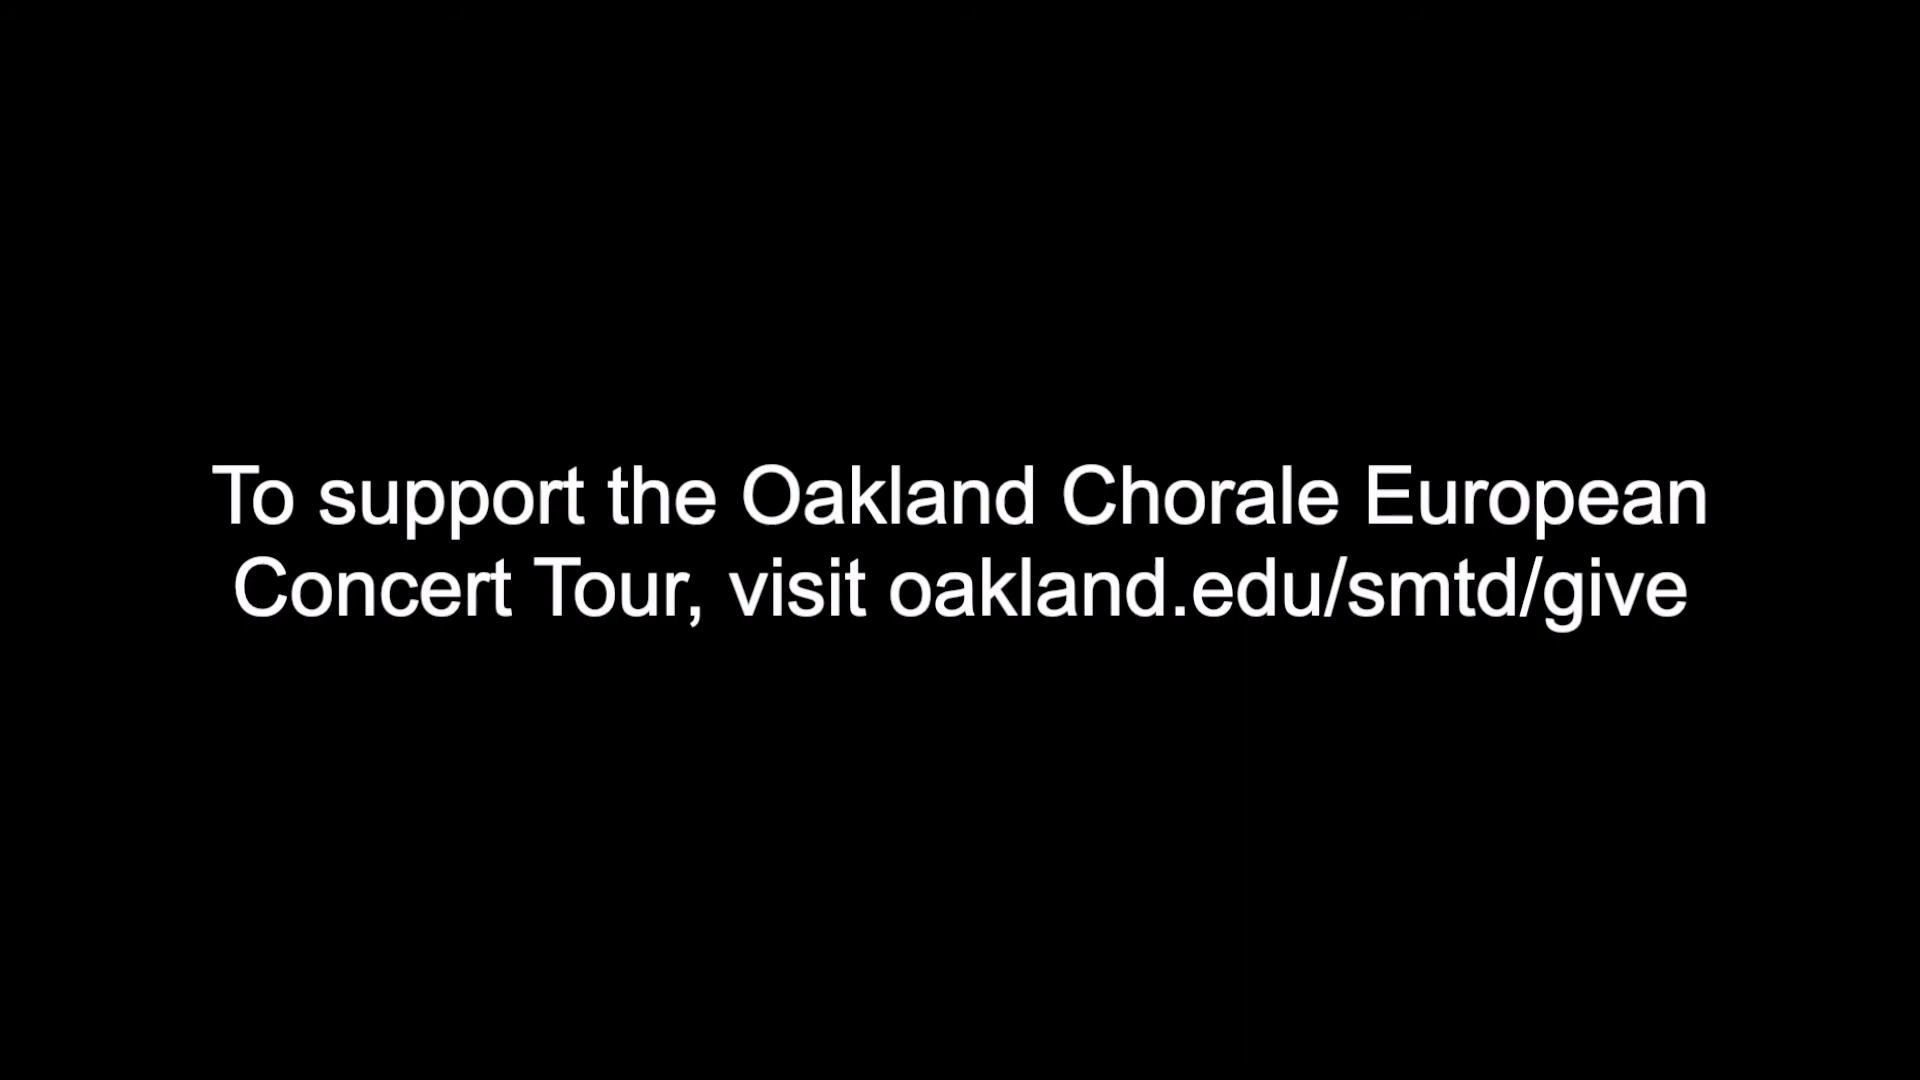 To support the Oakland Chorale European
Concert Tour, visit oakland.edu/smtd/give